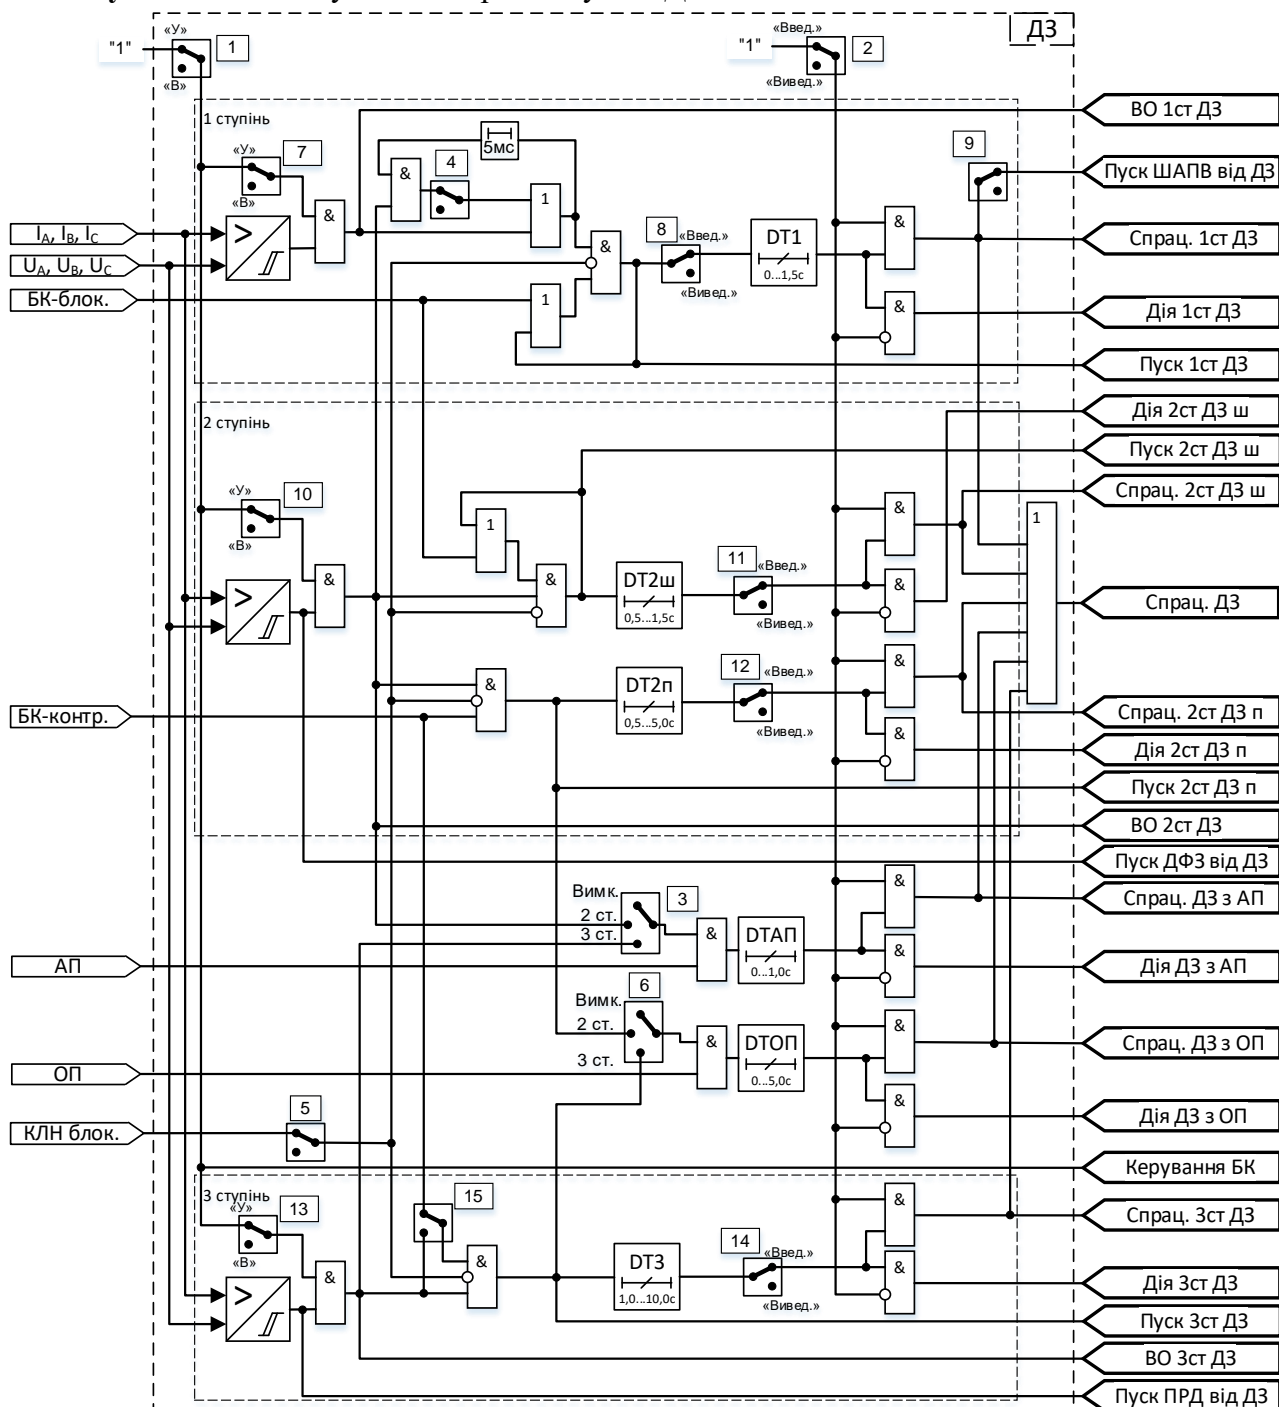 ДЗ
«У»
"1"
1
«В»
«Введ.»
"1"
2
«Вивед.»
1 ступінь
ВО 1ст ДЗ
5мс
«У»
7
«В»
&
4
9
Пуск ШАПВ від ДЗ
&
>
1
&
8
«Введ.»
DT1
0...1,5с
«Вивед.»
&
Спрац. 1ст ДЗ
IA, IB, IC
UA, UB, UC
БК-блок.
1
&
Дія 1ст ДЗ
Пуск 1ст ДЗ
2 ступінь
Дія 2ст ДЗ ш
Пуск 2ст ДЗ ш
«У»
10
«В»
Спрац. 2ст ДЗ ш
1
&
1
&
>
&
DT2ш
0,5...1,5с
11
«Введ.»
«Вивед.»
&
Спрац. ДЗ
&
DT2п
0,5...5,0с
12
«Введ.»
«Вивед.»
&
БК-контр.
Спрац. 2ст ДЗ п
&
Дія 2ст ДЗ п
Пуск 2ст ДЗ п
ВО 2ст ДЗ
Пуск ДФЗ від ДЗ
Вимк.
2 ст.
3 ст.
3
&
DTАП
0...1,0с
&
Спрац. ДЗ з АП
АП
&
Дія ДЗ з АП
Вимк.
2 ст.
3 ст.
6
&
DTОП
0...5,0с
&
Спрац. ДЗ з ОП
ОП
&
Дія ДЗ з ОП
КЛН блок.
5
Керування БК
3 ступінь
«У»
13
«В»
15
&
Спрац. 3ст ДЗ
>
&
&
DT3
1,0...10,0с
14
«Введ.»
«Вивед.»
&
Дія 3ст ДЗ
Пуск 3ст ДЗ
ВО 3ст ДЗ
Пуск ПРД від ДЗ